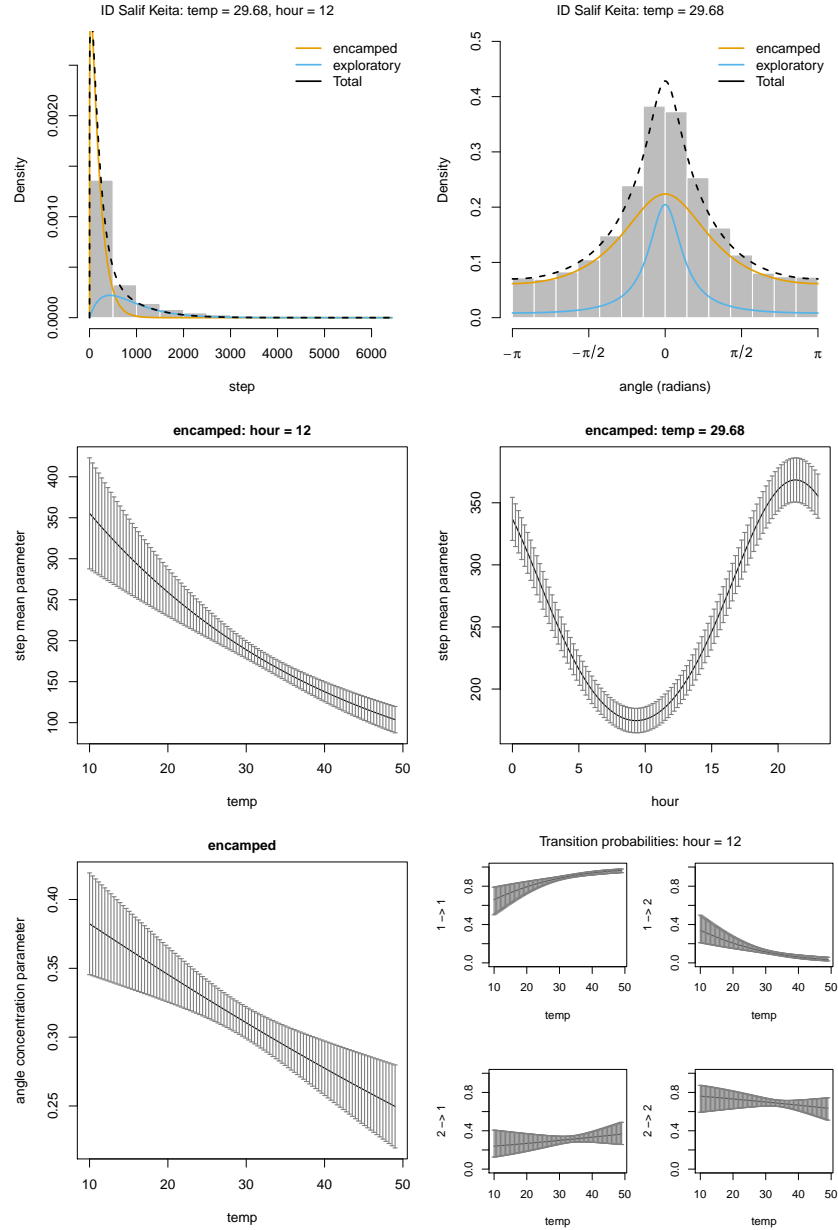 ID Salif Keita: temp = 29.68, hour = 12
encamped
exploratory
Total
Density
0.0000
0.0010
0.0020
0 1000 2000 3000 4000 5000 6000
step
ID Salif Keita: temp = 29.68
encamped
exploratory
Total
Density
0.0 0.1 0.2 0.3 0.4 0.5
−π −π/2 0 π/2 π
angle (radians)
encamped: hour = 12
step mean parameter
100 150 200 250 300 350 400
10 20 30 40 50
temp
encamped: temp = 29.68
step mean parameter
200 250 300 350
0 5 10 15 20
hour
encamped
angle concentration parameter
0.25 0.30 0.35 0.40
10 20 30 40 50
temp
Transition probabilities: hour = 12
1 −> 1
0.0 0.4 0.8
10 20 30 40 50
temp
1 −> 2
0.0 0.4 0.8
10 20 30 40 50
temp
2 −> 1
0.0 0.4 0.8
10 20 30 40 50
temp
2 −> 2
0.0 0.4 0.8
10 20 30 40 50
temp